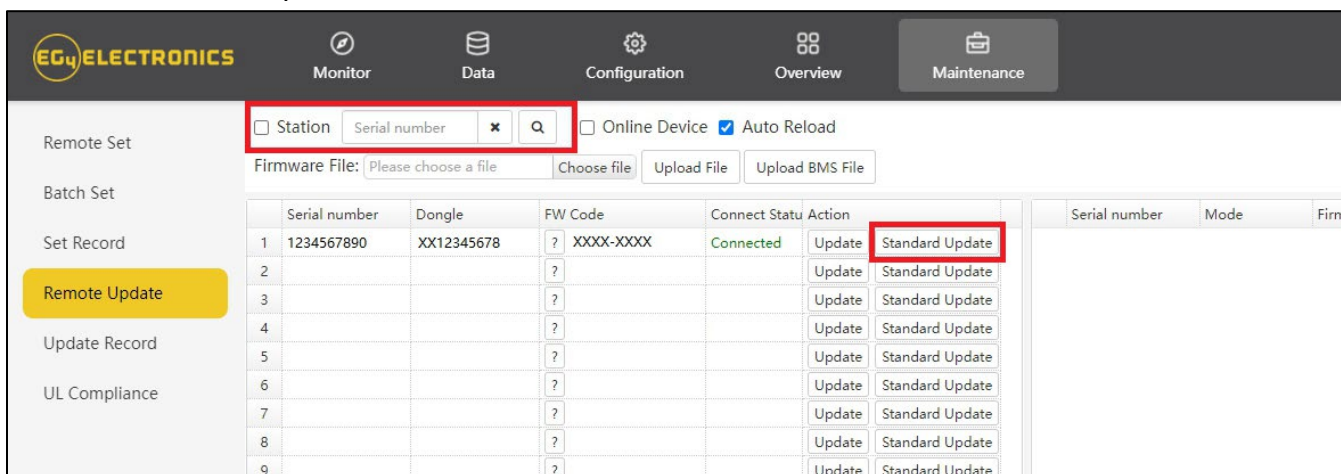 EG4 ELECTRONICS
Monitor Data Configuration Overview Maintenance
Remote Set
Batch Set
Set Record
Remote Update
Update Record
UL Compliance
Station Serial number Online Device Auto Reload
Firmware File: Please choose a file Choose file Upload File Upload BMS File
Serial number Dongle FW Code Connect Statu Action Serial number Mode Firn
1 1234567890 XX12345678 ? XXXX-XXXX Connected Update Standard Update
2 ? Update Standard Update
3 ? Update Standard Update
4 ? Update Standard Update
5 ? Update Standard Update
6 ? Update Standard Update
7 ? Update Standard Update
8 ? Update Standard Update
9 ? Update Standard Update